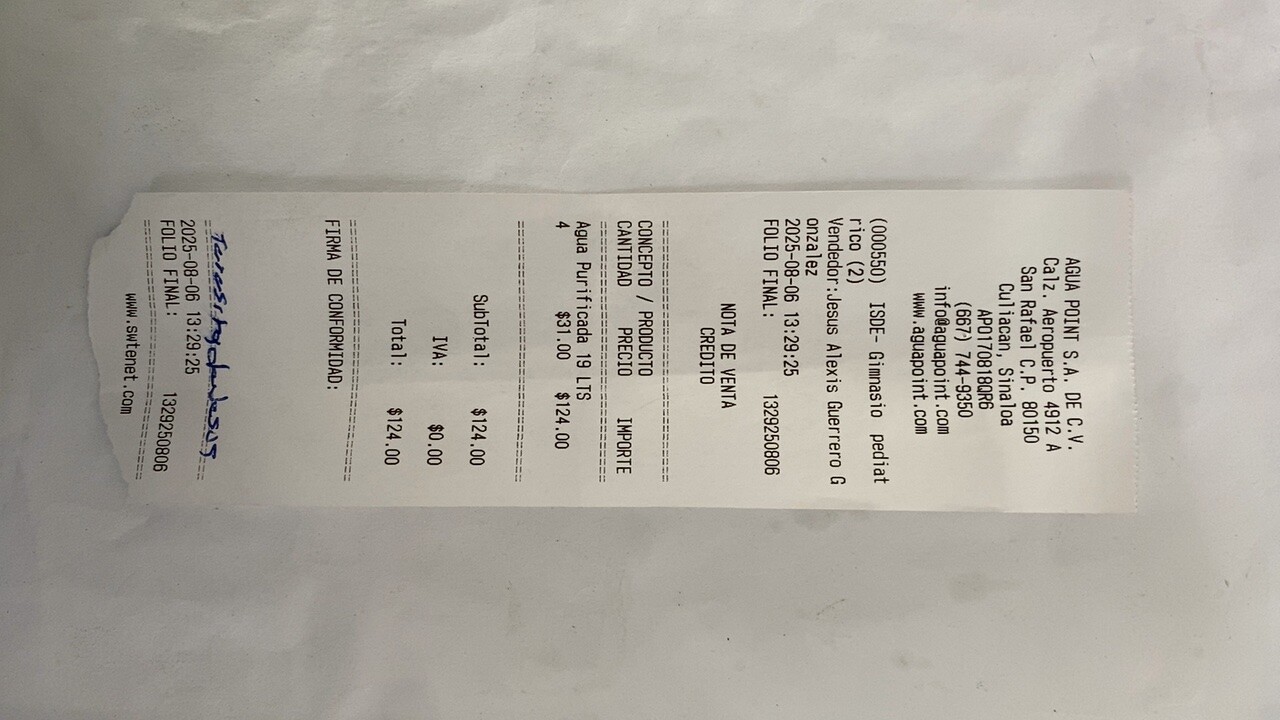 AGUA POINT S.A. DE C.V.
Calz. Aeropuerto 4912 A
San Rafael C.P. 80150
Culiacan, Sinaloa
APO170818QR6
(667) 744-9350
info@aguapoint.com
www.aguapoint.com
(000550) ISDE- Gimnasio pediat
rico (2)
Vendedor:Jesus Alexis Guerrero G
onzalez
2025-08-06 13:29:25
FOLIO FINAL: 1329250806
NOTA DE VENTA
CREDITO
CONCEPTO / PRODUCTO
CANTIDAD PRECIO IMPORTE
Agua Purificada 19 LTS
4 $31.00 $124.00
SubTotal: $124.00
IVA: $0.00
Total: $124.00
FIRMA DE CONFORMIDAD:
2025-08-06 13:29:25
FOLIO FINAL: 1329250806
www.swtenet.com